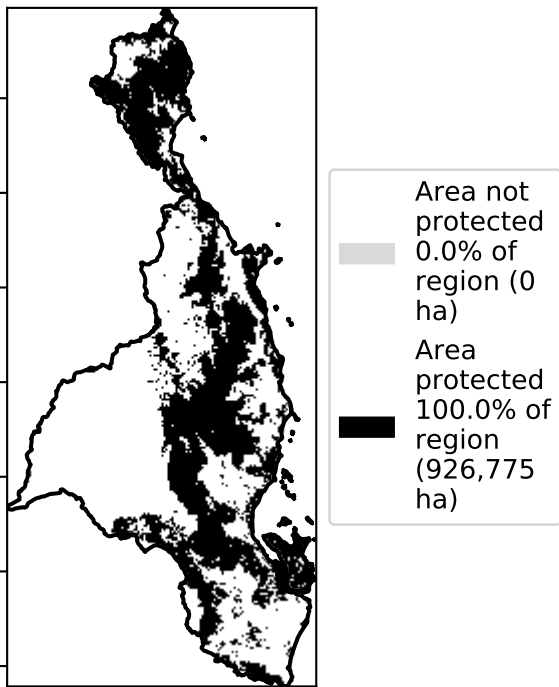 Area not
protected
0.0% of
region (0
ha)
Area
protected
100.0% of
region
(926,775
ha)